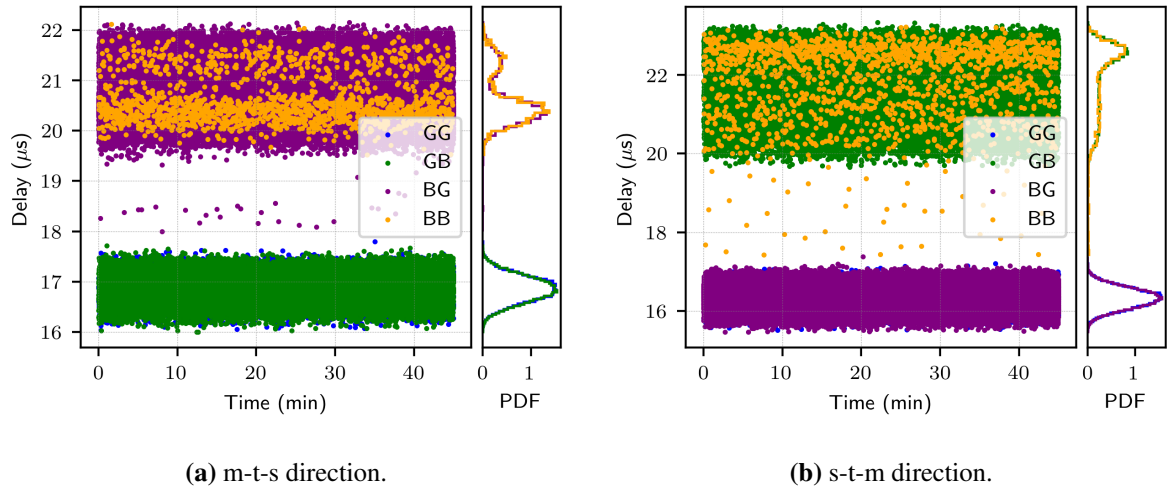 22
21
20
19
18
17
16
Delay (μs)
GG
GB
BG
BB
0 10 20 30 40
Time (min)
0 1
PDF
22
20
18
16
Delay (μs)
GG
GB
BG
BB
0 10 20 30 40
Time (min)
0 1
PDF
(a) m-t-s direction.
(b) s-t-m direction.